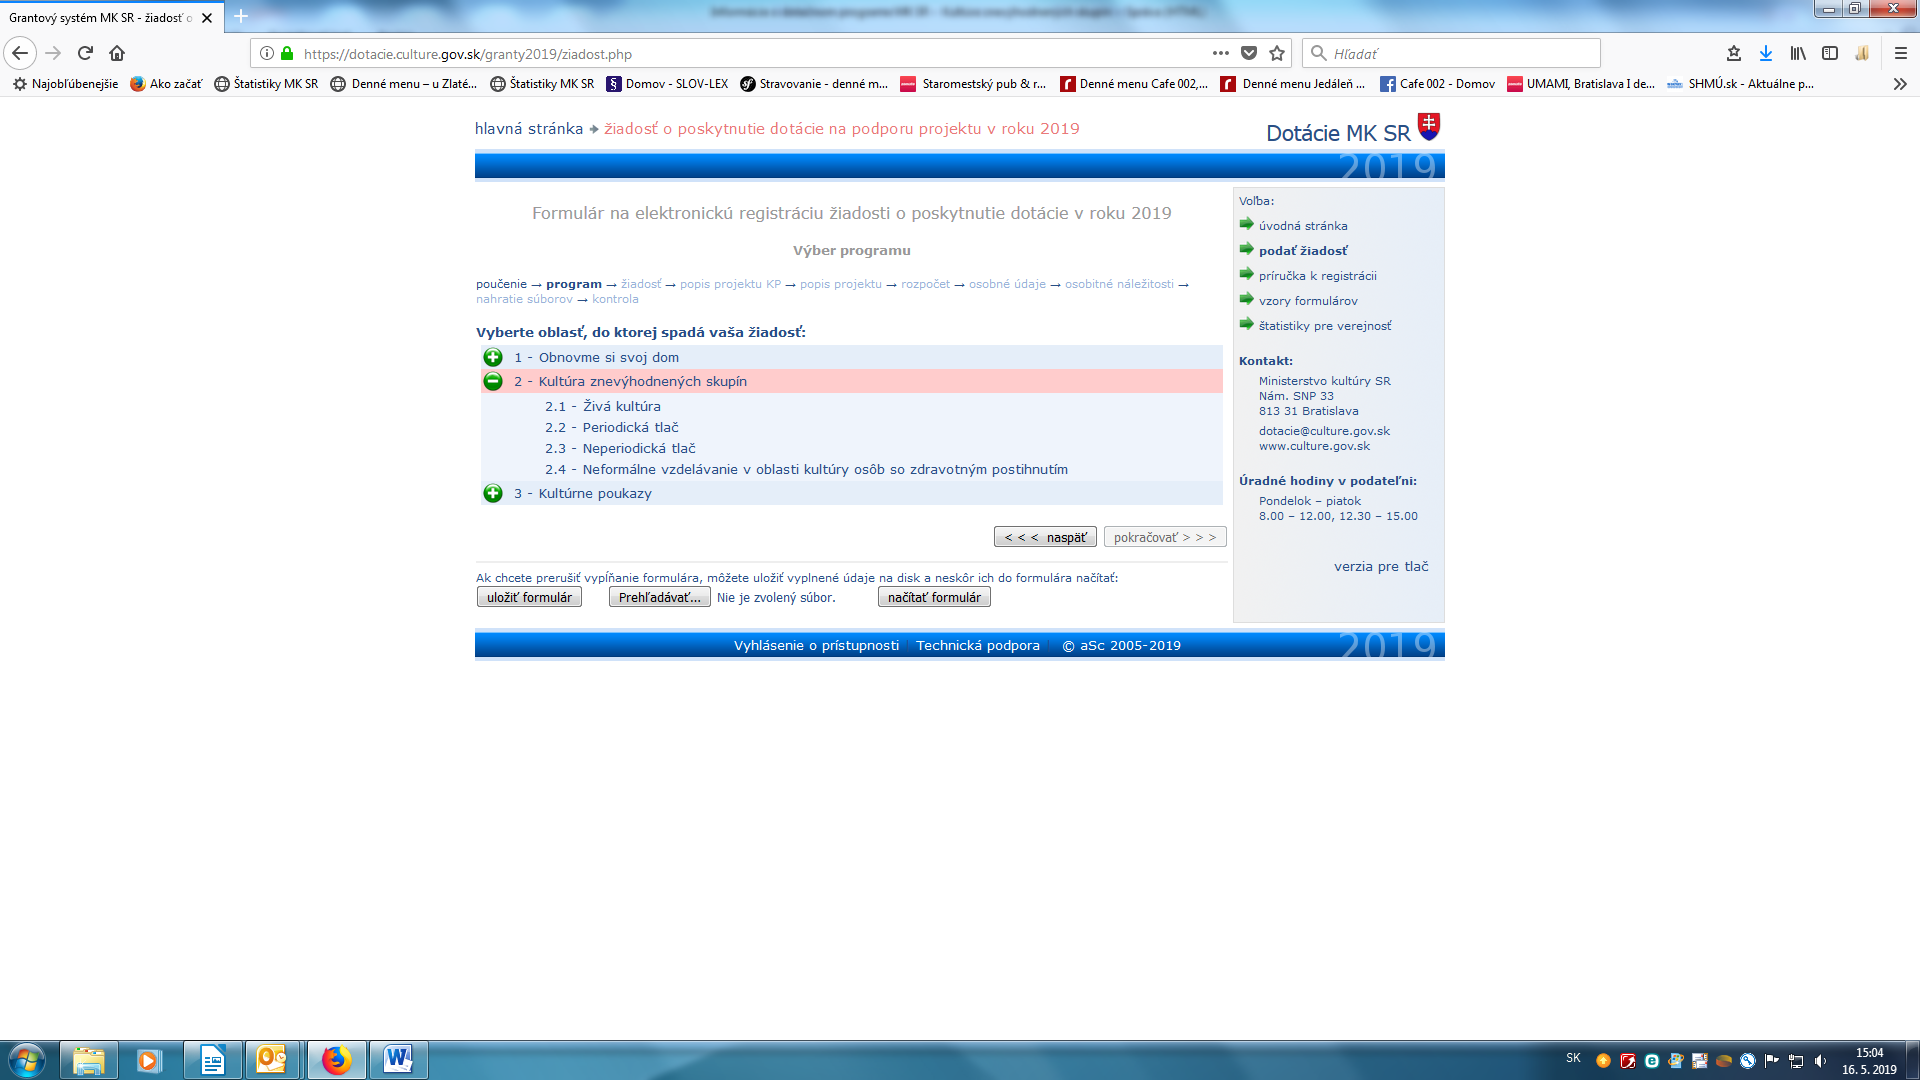 Grantový systém MK SR - žiadosť o
https://dotacie.culture.gov.sk/granty2019/ziadost.php
Hľadať
Najobľúbenejšie
Ako začať
Štatistiky MK SR
Denné menu – u Zlaté...
Štatistiky MK SR
Domov - SLOV-LEX
Stravovanie - denné m...
Staromestský pub & r...
Denné menu Cafe 002,...
Denné menu Jedáleň ...
Cafe 002 - Domov
UMAMI, Bratislava I de...
SHMÚ.sk - Aktuálne p...
hlavná stránka žiadosť o poskytnutie dotácie na podporu projektu v roku 2019
Dotácie MK SR
2019
Formulár na elektronickú registráciu žiadosti o poskytnutie dotácie v roku 2019
Výber programu
poučenie → program → žiadosť → popis projektu KP → popis projektu → rozpočet → osobné údaje → osobitné náležitosti →
nahratie súborov → kontrola
Vyberte oblasť, do ktorej spadá vaša žiadosť:
1 - Obnovme si svoj dom
2 - Kultúra znevýhodnených skupín
2.1 - Živá kultúra
2.2 - Periodická tlač
2.3 - Neperiodická tlač
2.4 - Neformálne vzdelávanie v oblasti kultúry osôb so zdravotným postihnutím
3 - Kultúrne poukazy
< < < naspäť
pokračovať > > >
Ak chcete prerušiť vypĺňanie formulára, môžete uložiť vyplnené údaje na disk a neskôr ich do formulára načítať:
uložiť formulár
Prehľadávať...
Nie je zvolený súbor.
načítať formulár
Voľba:
úvodná stránka
podať žiadosť
príručka k registrácii
vzory formulárov
štatistiky pre verejnosť
Kontakt:
Ministerstvo kultúry SR
Nám. SNP 33
813 31 Bratislava
dotacie@culture.gov.sk
www.culture.gov.sk
Úradné hodiny v podateľni:
Pondelok – piatok
8.00 – 12.00, 12.30 – 15.00
verzia pre tlač
Vyhlásenie o prístupnosti
Technická podpora
© aSc 2005-2019
2019
SK
15:04
16. 5. 2019